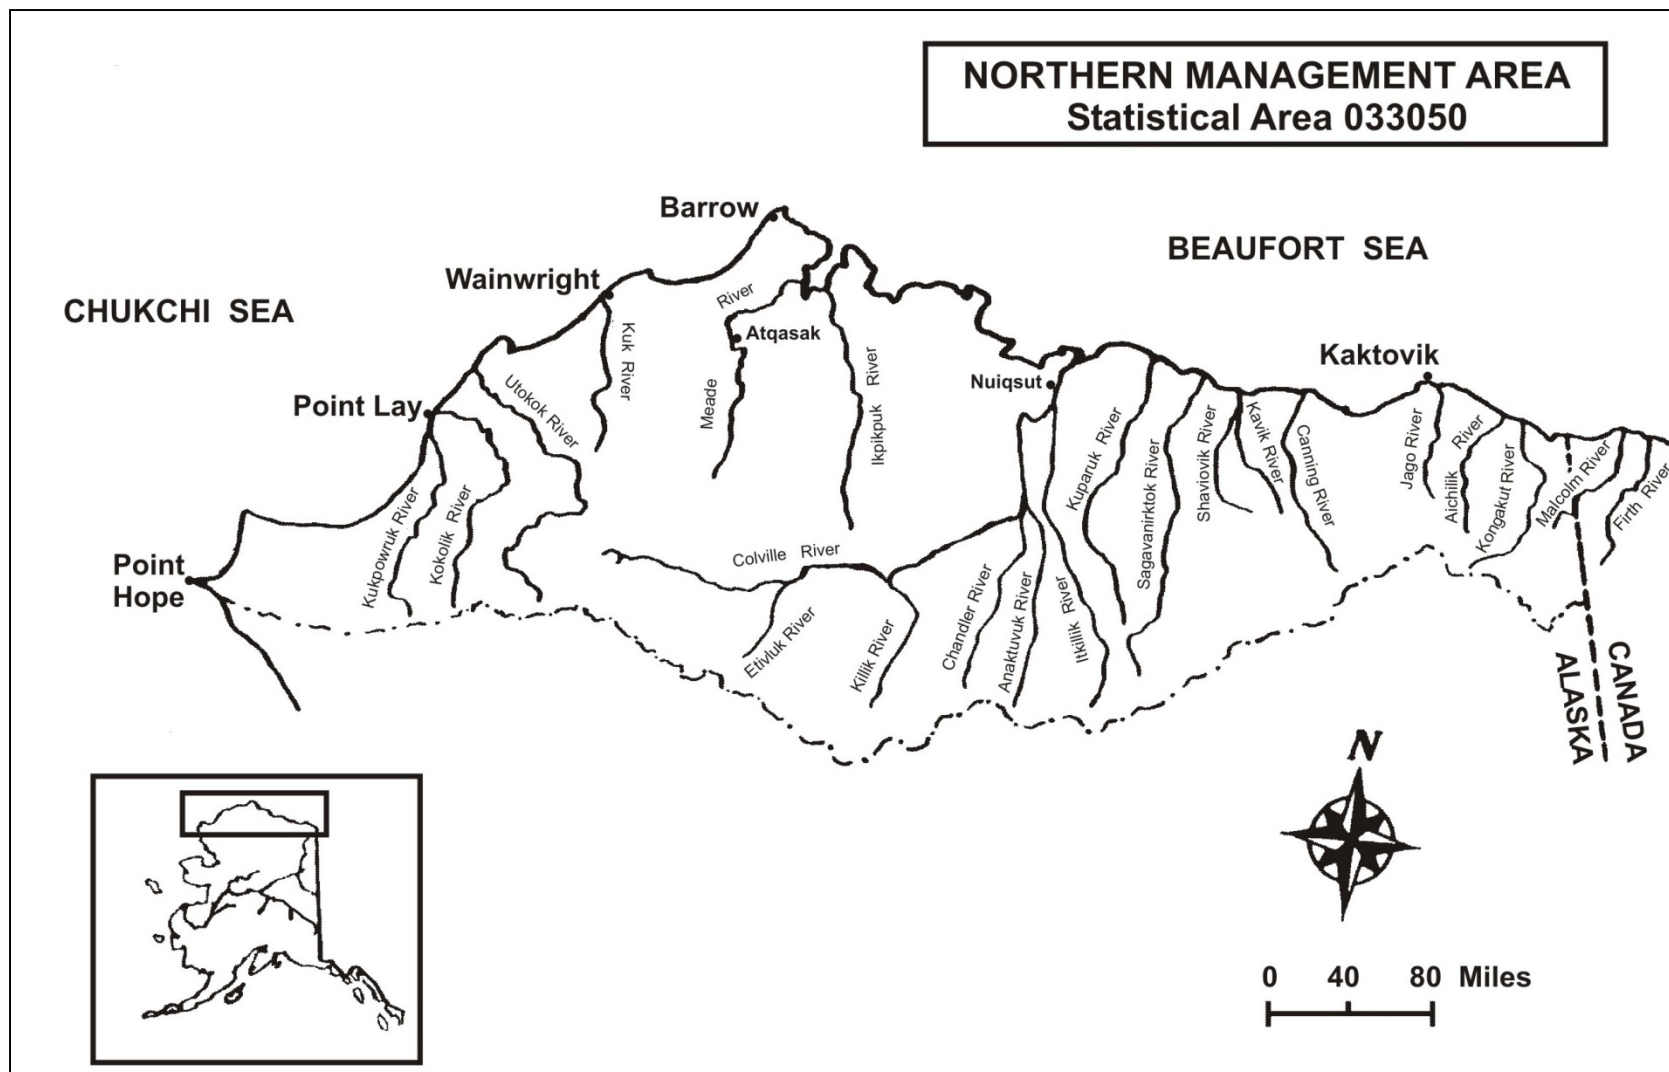 NORTHERN MANAGEMENT AREA
Statistical Area 033050
Barrow
BEAUFORT SEA
Wainwright
CHUKCHI SEA
River
Meade
Atqasak
Kuk River
Ikpikpuk River
Kaktovik
Nuiqsut
Point Lay
Utokok River
Kuparuk River
Sagavanirktok River
Shaviovik River
Kavik River
Canning River
Jago River
Aichilik River
Kongakut River
Malcolm River
Firth River
Kukpowruk River
Kokolik River
Point
Hope
Colville River
Etivluk River
Killik River
Chandler River
Anaktuvuk River
Itkillik River
ALASKA
CANADA
N
0 40 80 Miles